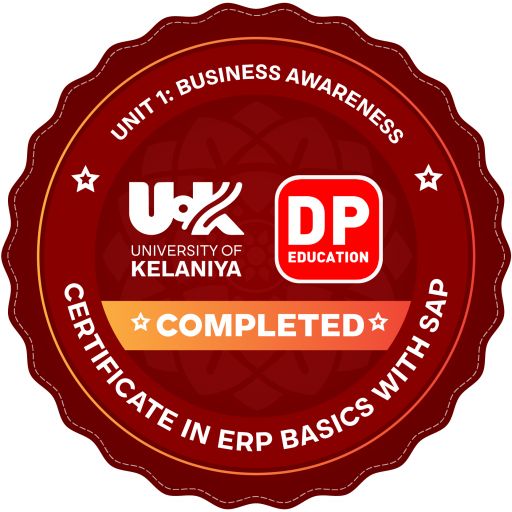 UNIT 1: BUSINESS AWARENESS
UoK
UNIVERSITY OF
KELANIYA
DP
EDUCATION
COMPLETED
CERTIFICATE IN ERP BASICS WITH SAP